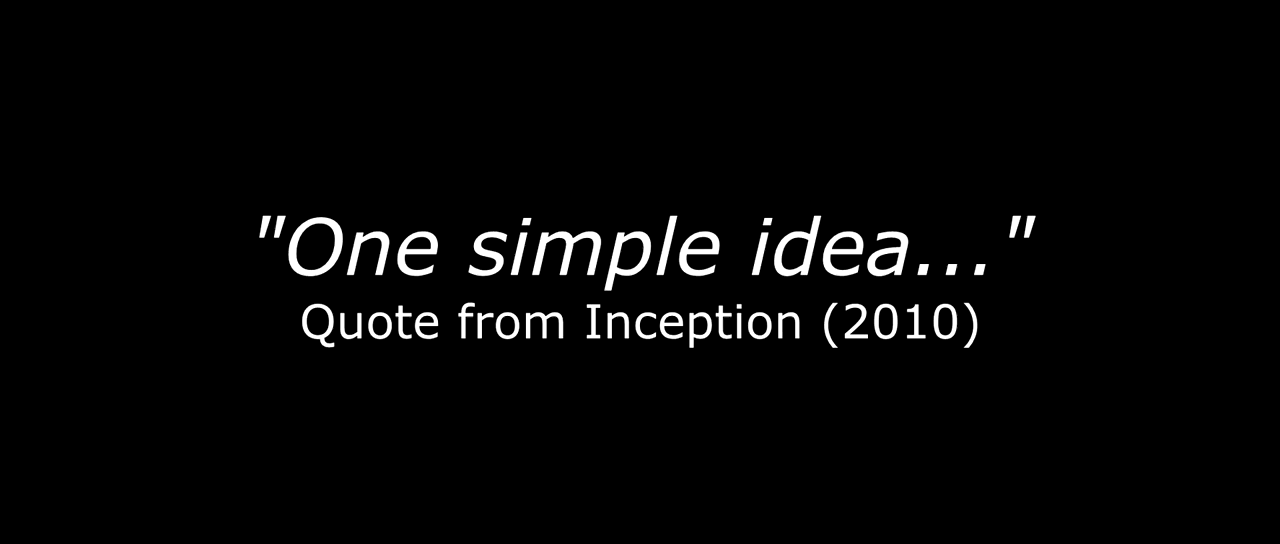 "One simple idea..."
Quote from Inception (2010)